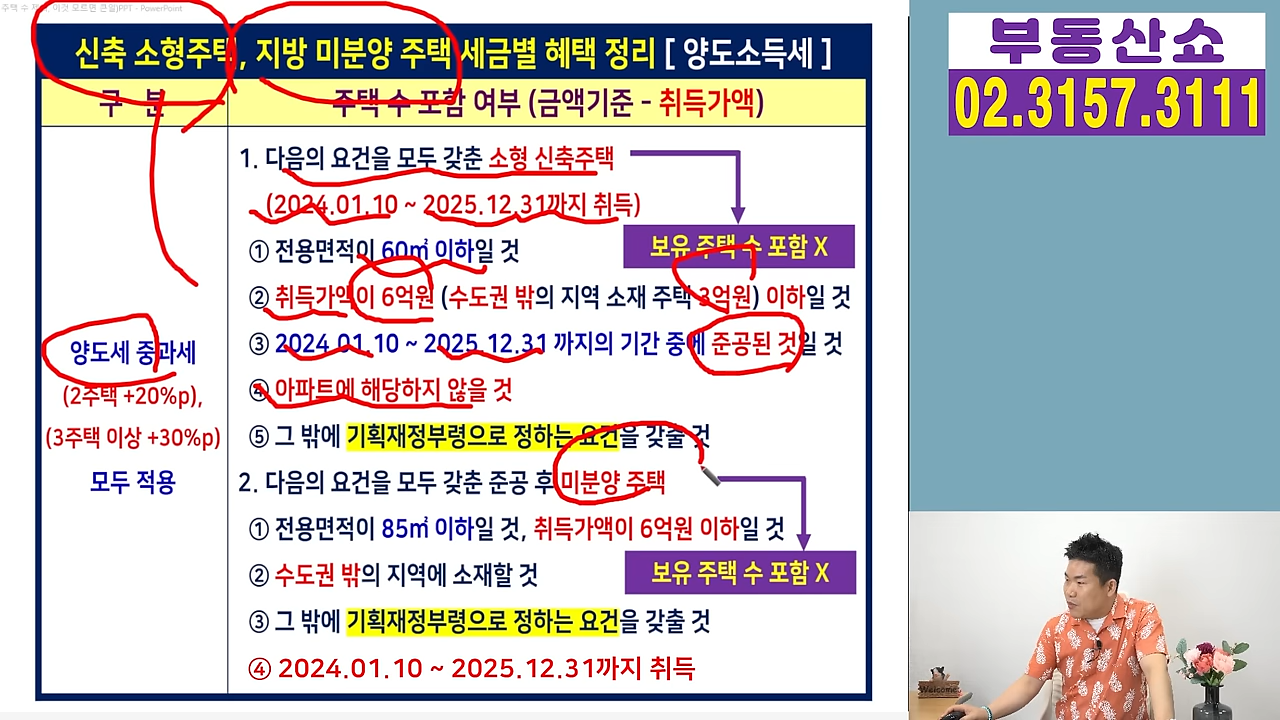 주택 수 제외, 이것 모르면 큰일)PPT - PowerPoint
신축 소형주택, 지방 미분양 주택 세금별 혜택 정리 [ 양도소득세 ]
구 분
주택 수 포함 여부 (금액기준 - 취득가액)
양도세 중과세
(2주택 +20%p),
(3주택 이상 +30%p)
모두 적용
1. 다음의 요건을 모두 갖춘 소형 신축주택
(2024.01.10 ~ 2025.12.31까지 취득)
보유 주택 수 포함 X
① 전용면적이 60㎡ 이하일 것
② 취득가액이 6억원 (수도권 밖의 지역 소재 주택 3억원) 이하일 것
③ 2024.01.10 ~ 2025.12.31 까지의 기간 중에 준공된 것일 것
④ 아파트에 해당하지 않을 것
⑤ 그 밖에 기획재정부령으로 정하는 요건을 갖출 것
2. 다음의 요건을 모두 갖춘 준공 후 미분양 주택
① 전용면적이 85㎡ 이하일 것, 취득가액이 6억원 이하일 것
② 수도권 밖의 지역에 소재할 것
보유 주택 수 포함 X
③ 그 밖에 기획재정부령으로 정하는 요건을 갖출 것
④ 2024.01.10 ~ 2025.12.31까지 취득
부동산쇼
02.3157.3111
Welcome